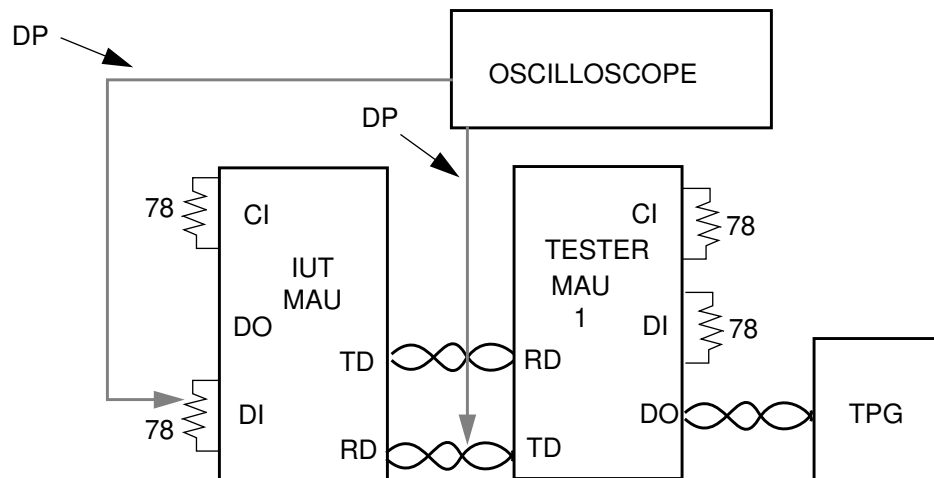 DP
OSCILLOSCOPE
DP
78
CI
CI
78
IUT
MAU
TESTER
MAU
1
DO
DI
78
TD
RD
78
DI
DO
TPG
RD
TD